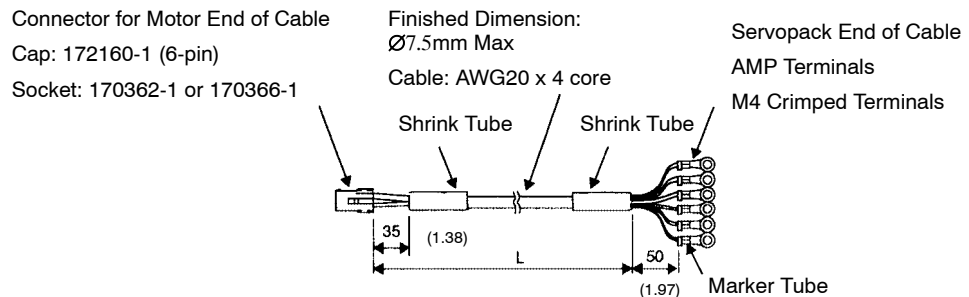 Connector for Motor End of Cable
Cap: 172160-1 (6-pin)
Socket: 170362-1 or 170366-1
Finished Dimension:
Ø7.5mm Max
Cable: AWG20 x 4 core
Servopack End of Cable
AMP Terminals
M4 Crimped Terminals
Shrink Tube
Shrink Tube
35
(1.38)
L
50
(1.97)
Marker Tube